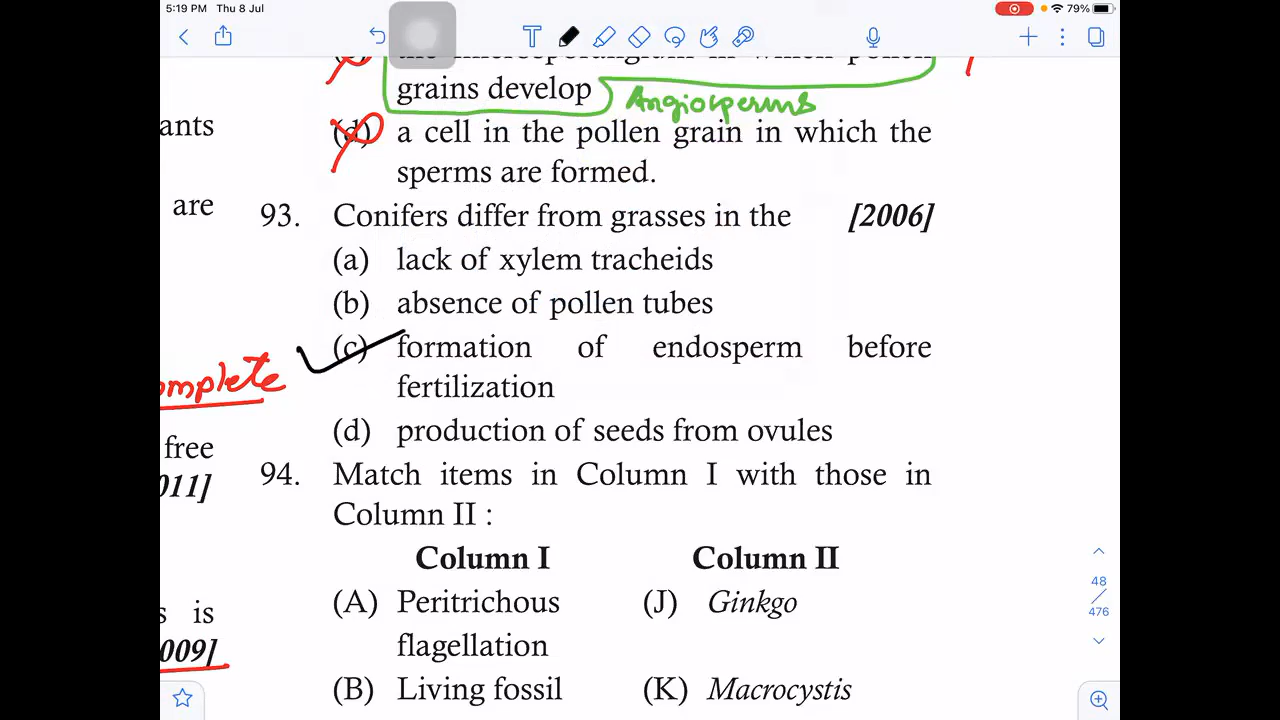 5:19 PM Thu 8 Jul
79%
grains develop
Angiosperms
ants
(d) a cell in the pollen grain in which the
sperms are formed.
are
93. Conifers differ from grasses in the [2006]
(a) lack of xylem tracheids
(b) absence of pollen tubes
(c) formation of endosperm before
fertilization
omplete
(d) production of seeds from ovules
free
011]
94. Match items in Column I with those in
Column II :
Column I Column II
(A) Peritrichous (J) Ginkgo
flagellation
s is
009]
(B) Living fossil (K) Macrocystis
48
476